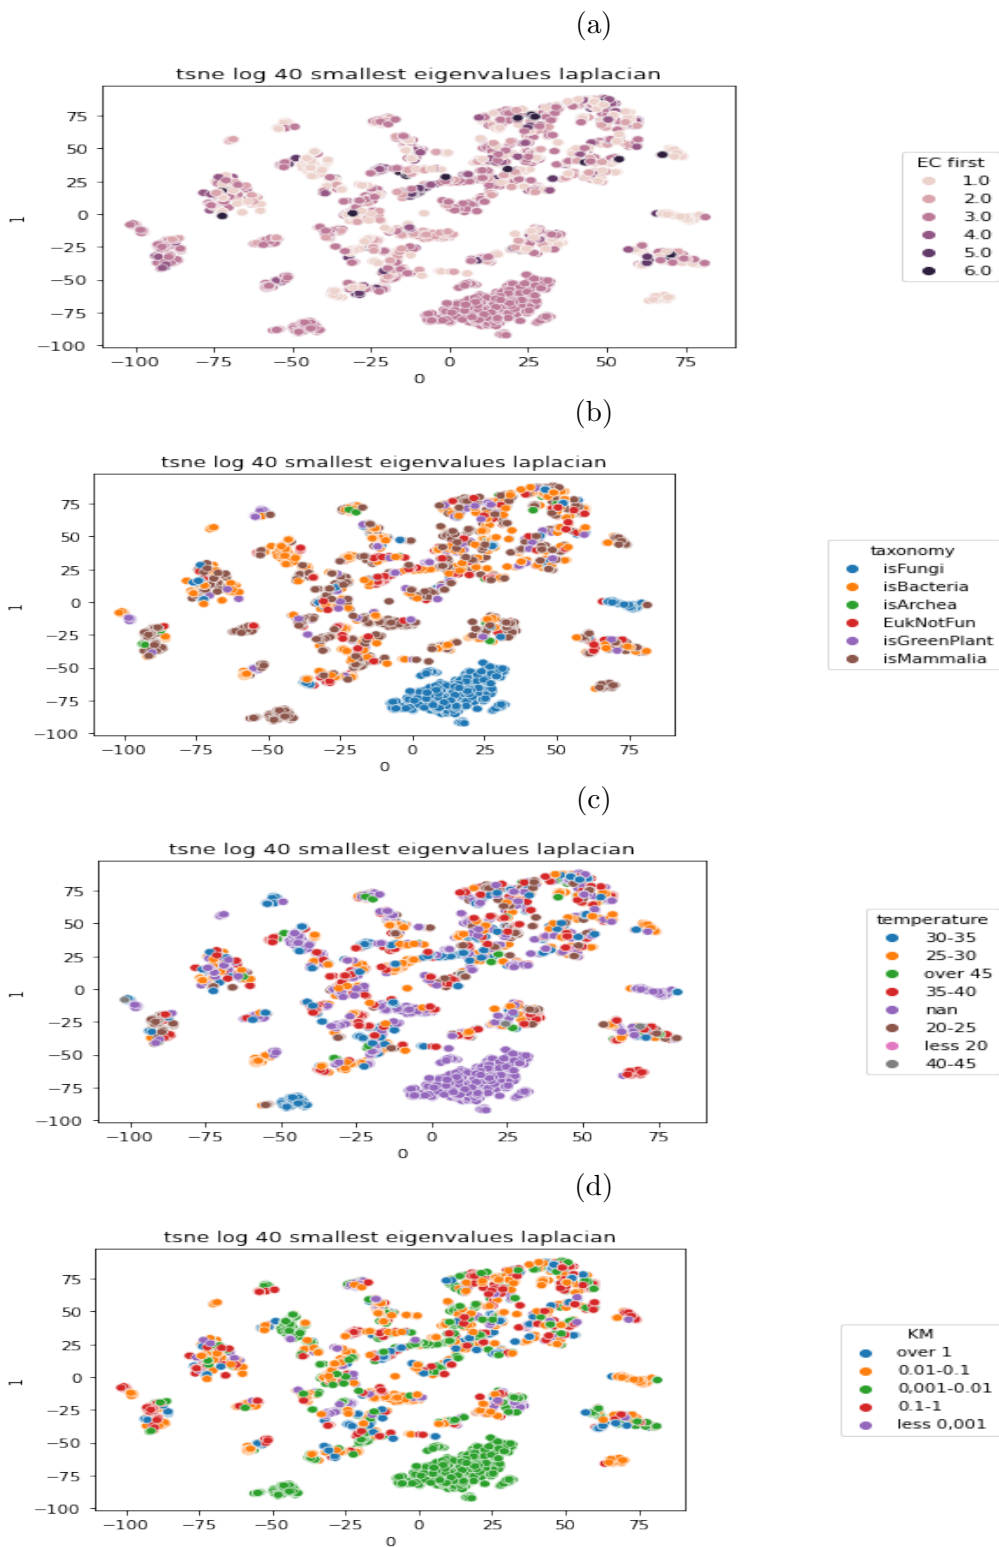 (a)
tsne log 40 smallest eigenvalues laplacian
75
50
25
0
−25
−50
−75
−100
1
−100 −75 −50 −25 0 25 50 75
0
EC first
1.0
2.0
3.0
4.0
5.0
6.0
(b)
tsne log 40 smallest eigenvalues laplacian
75
50
25
0
−25
−50
−75
−100
1
−100 −75 −50 −25 0 25 50 75
0
taxonomy
isFungi
isBacteria
isArchea
EukNotFun
isGreenPlant
isMammalia
(c)
tsne log 40 smallest eigenvalues laplacian
75
50
25
0
−25
−50
−75
−100
1
−100 −75 −50 −25 0 25 50 75
0
temperature
30-35
25-30
over 45
35-40
nan
20-25
less 20
40-45
(d)
tsne log 40 smallest eigenvalues laplacian
75
50
25
0
−25
−50
−75
−100
1
−100 −75 −50 −25 0 25 50 75
0
KM
over 1
0.01-0.1
0,001-0.01
0.1-1
less 0,001